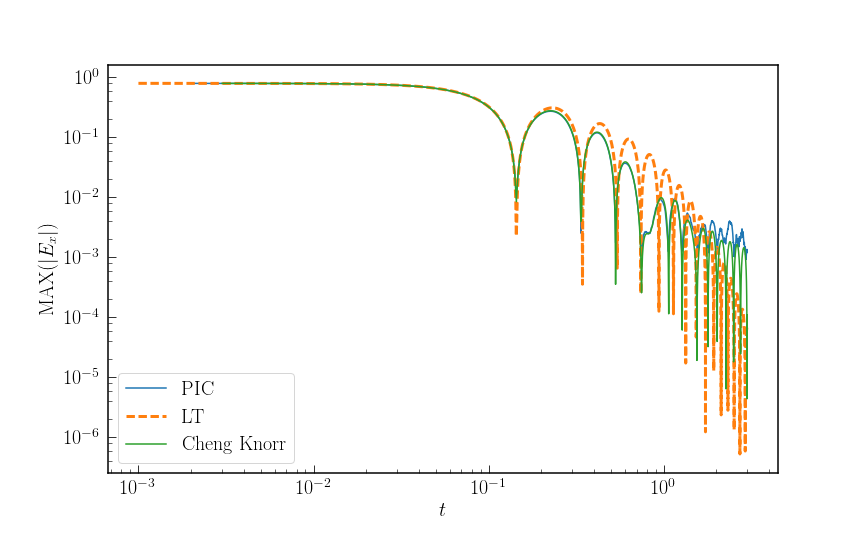 10⁰
10⁻¹
10⁻²
10⁻³
10⁻⁴
10⁻⁵
10⁻⁶
MAX(|Eₓ|)
PIC
LT
Cheng Knorr
10⁻³ 10⁻² 10⁻¹ 10⁰
t